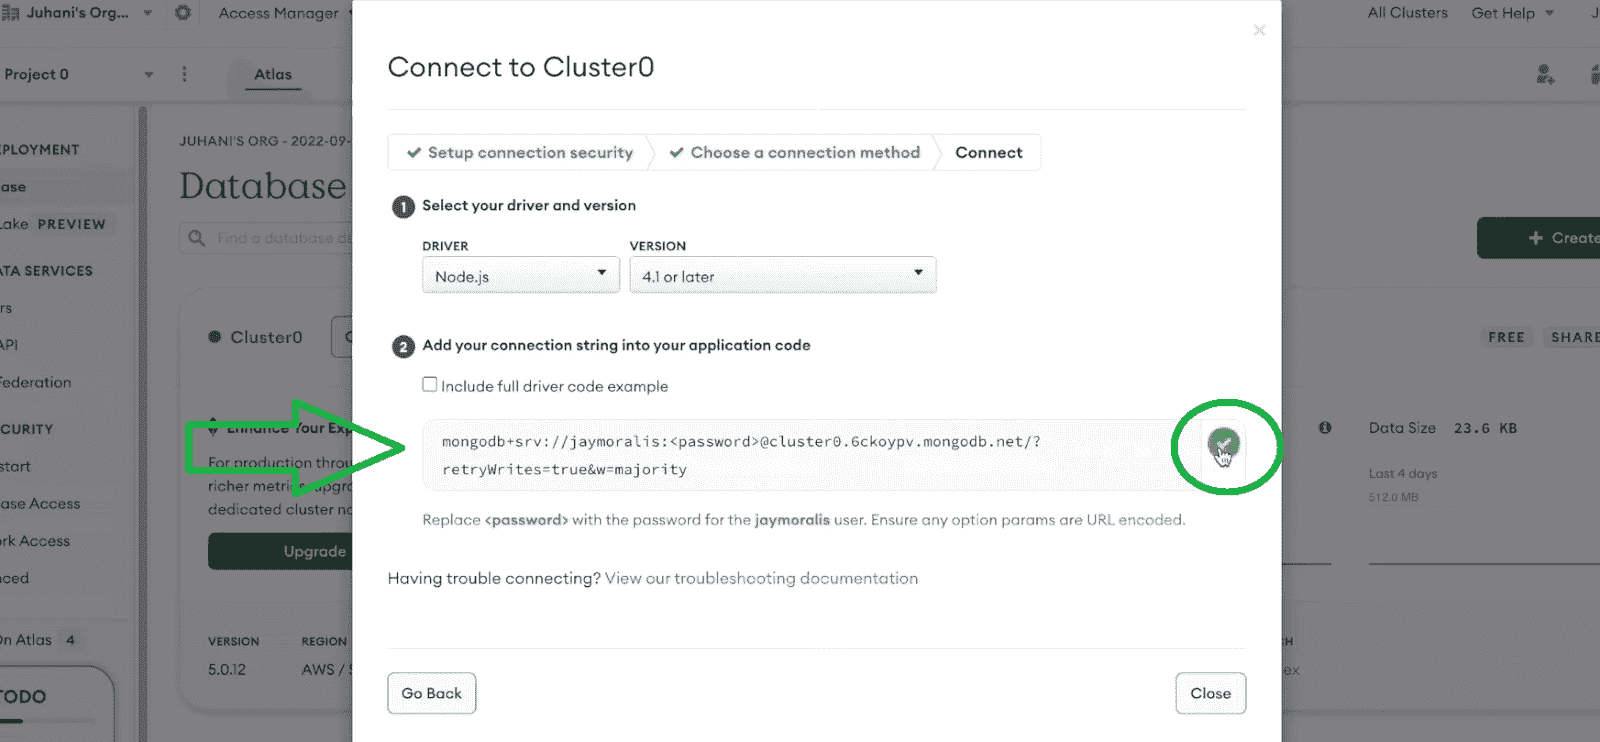 Juhani's Org...
Access Manager
All Clusters
Get Help
Project 0
Atlas
PLOYMENT
ase
ake PREVIEW
ATA SERVICES
rs
API
Federation
CURITY
start
ase Access
rk Access
nced
On Atlas 4
TODO
JUHANI'S ORG - 2022-09-
Database
Find a database de
Cluster0
Enhance Your Exp
For production throu
richer metrics, upgra
dedicated cluster no
Upgrade
VERSION
REGION
5.0.12
AWS /
Connect to Cluster0
Setup connection security
Choose a connection method
Connect
1 Select your driver and version
DRIVER
VERSION
Node.js
4.1 or later
2 Add your connection string into your application code
Include full driver code example
mongodb+srv://jaymoralis:<password>@cluster0.6ckoypv.mongodb.net/?
retryWrites=true&w=majority
Replace <password> with the password for the jaymoralis user. Ensure any option params are URL encoded.
Having trouble connecting? View our troubleshooting documentation
Go Back
Close
+ Create
FREE
SHARE
Data Size 23.6 KB
Last 4 days
512.0 MB
CH
ex